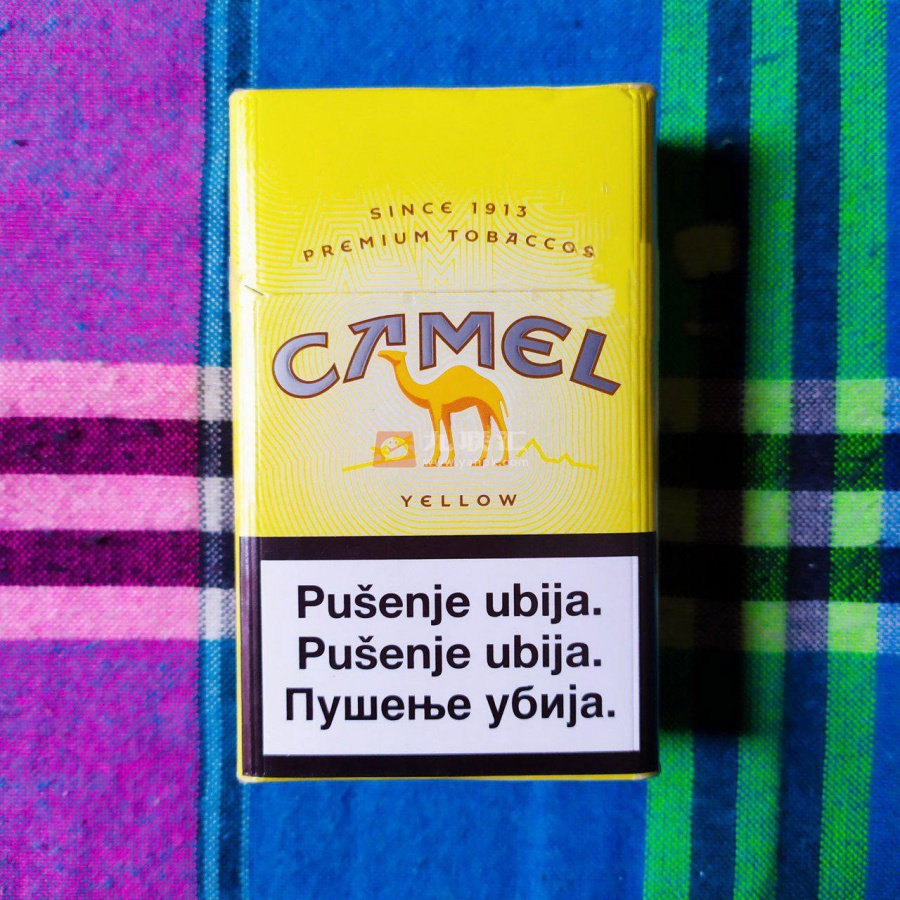 SINCE 1913
PREMIUM TOBACCOS
CAMEL
YELLOW
Pušenje ubija.
Pušenje ubija.
Пушење убија.